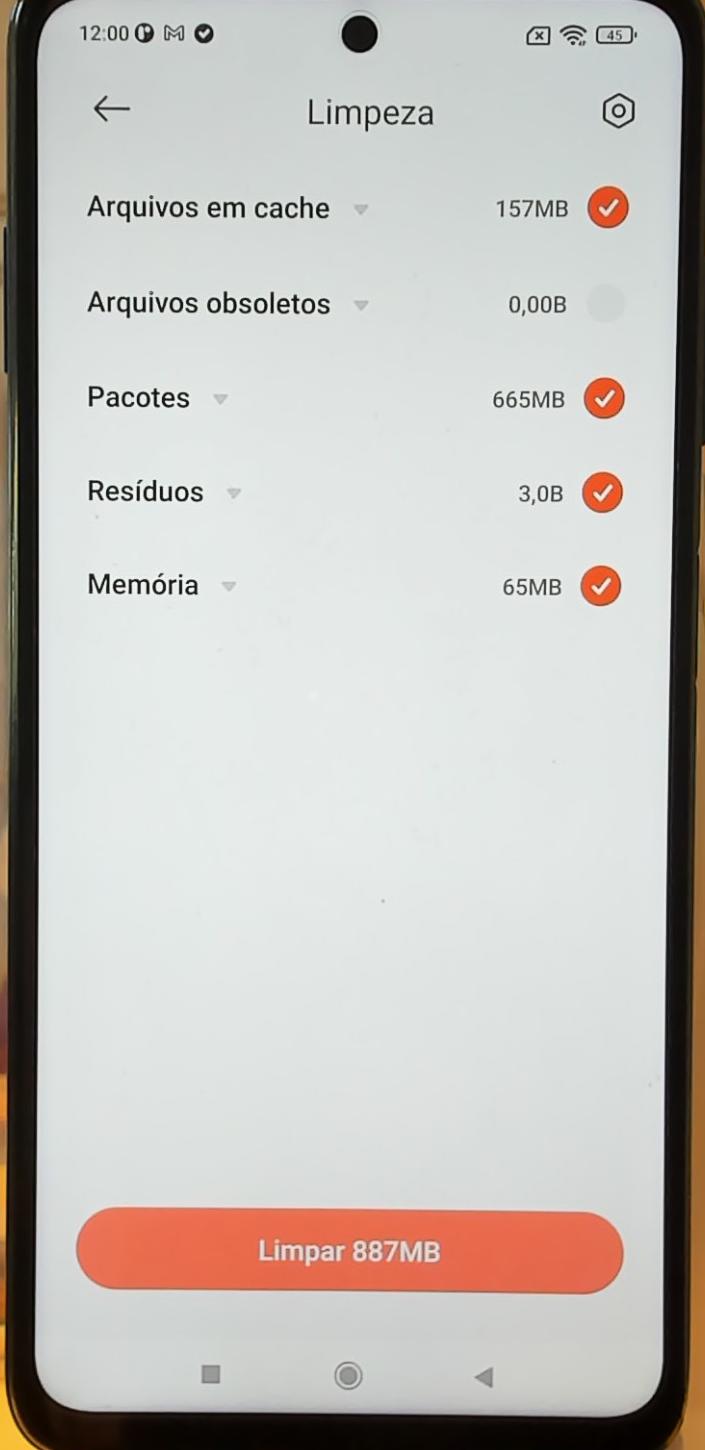 12:00
45
Limpeza
Arquivos em cache 157MB
Arquivos obsoletos 0,00B
Pacotes 665MB
Resíduos 3,0B
Memória 65MB
Limpar 887MB